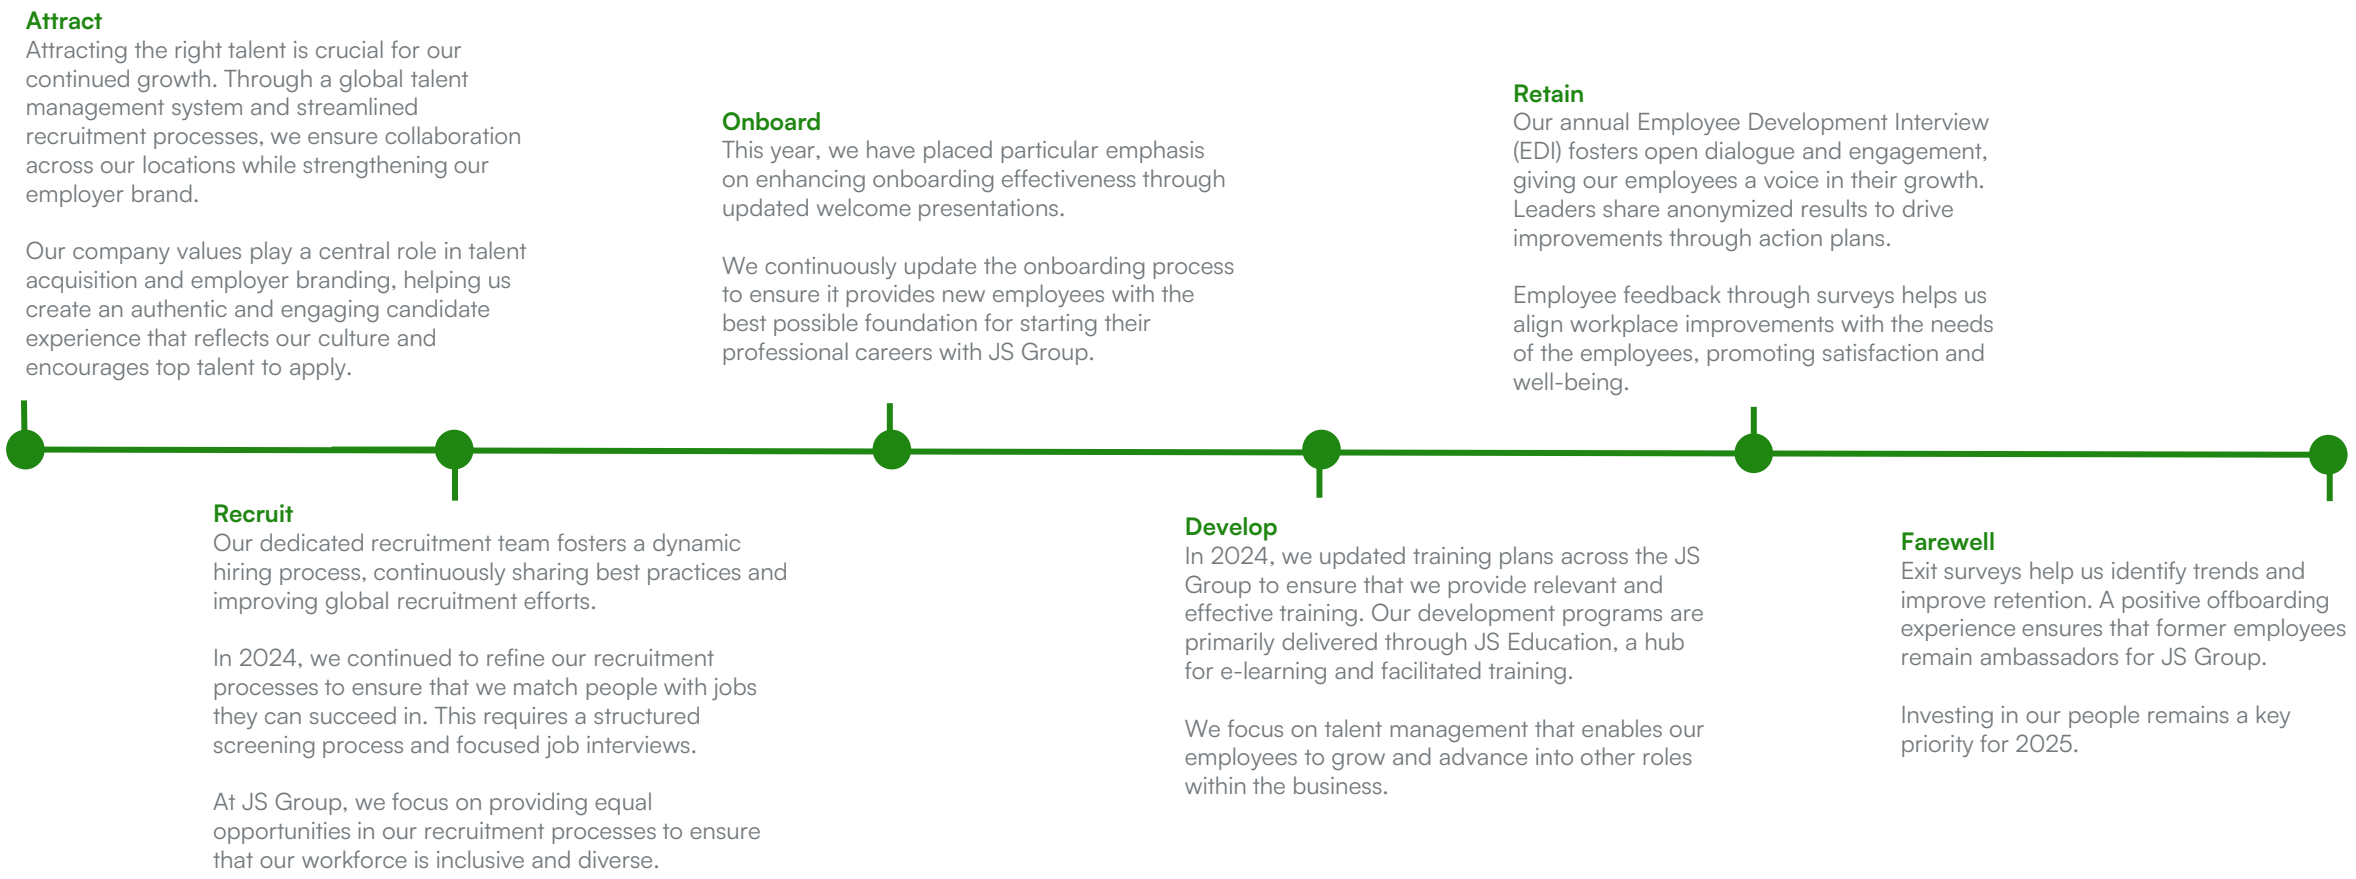 Attract
Attracting the right talent is crucial for our
continued growth. Through a global talent
management system and streamlined
recruitment processes, we ensure collaboration
across our locations while strengthening our
employer brand.
Our company values play a central role in talent
acquisition and employer branding, helping us
create an authentic and engaging candidate
experience that reflects our culture and
encourages top talent to apply.
Recruit
Our dedicated recruitment team fosters a dynamic
hiring process, continuously sharing best practices and
improving global recruitment efforts.
In 2024, we continued to refine our recruitment
processes to ensure that we match people with jobs
they can succeed in. This requires a structured
screening process and focused job interviews.
At JS Group, we focus on providing equal
opportunities in our recruitment processes to ensure
that our workforce is inclusive and diverse.
Onboard
This year, we have placed particular emphasis
on enhancing onboarding effectiveness through
updated welcome presentations.
We continuously update the onboarding process
to ensure it provides new employees with the
best possible foundation for starting their
professional careers with JS Group.
Develop
In 2024, we updated training plans across the JS
Group to ensure that we provide relevant and
effective training. Our development programs are
primarily delivered through JS Education, a hub
for e-learning and facilitated training.
We focus on talent management that enables our
employees to grow and advance into other roles
within the business.
Retain
Our annual Employee Development Interview
(EDI) fosters open dialogue and engagement,
giving our employees a voice in their growth.
Leaders share anonymized results to drive
improvements through action plans.
Employee feedback through surveys helps us
align workplace improvements with the needs
of the employees, promoting satisfaction and
well-being.
Farewell
Exit surveys help us identify trends and
improve retention. A positive offboarding
experience ensures that former employees
remain ambassadors for JS Group.
Investing in our people remains a key
priority for 2025.